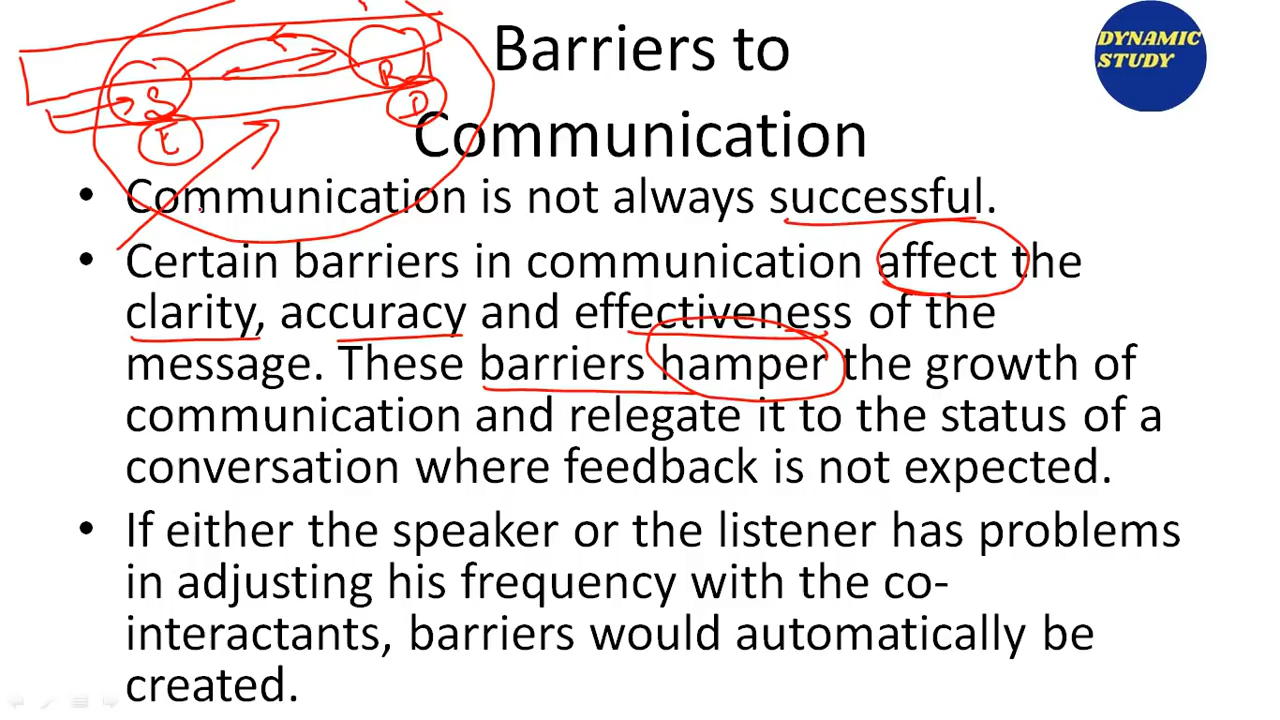 Barriers to
Communication
DYNAMIC
STUDY
S
R
E
D
• Communication is not always successful.
• Certain barriers in communication affect the
clarity, accuracy and effectiveness of the
message. These barriers hamper the growth of
communication and relegate it to the status of a
conversation where feedback is not expected.
• If either the speaker or the listener has problems
in adjusting his frequency with the co-
interactants, barriers would automatically be
created.